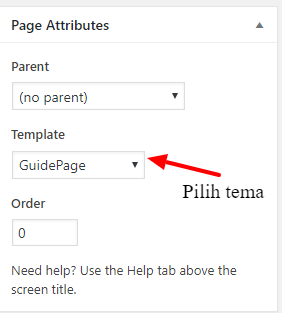 Page Attributes
Parent
(no parent)
Template
GuidePage
Pilih tema
Order
0
Need help? Use the Help tab above the
screen title.